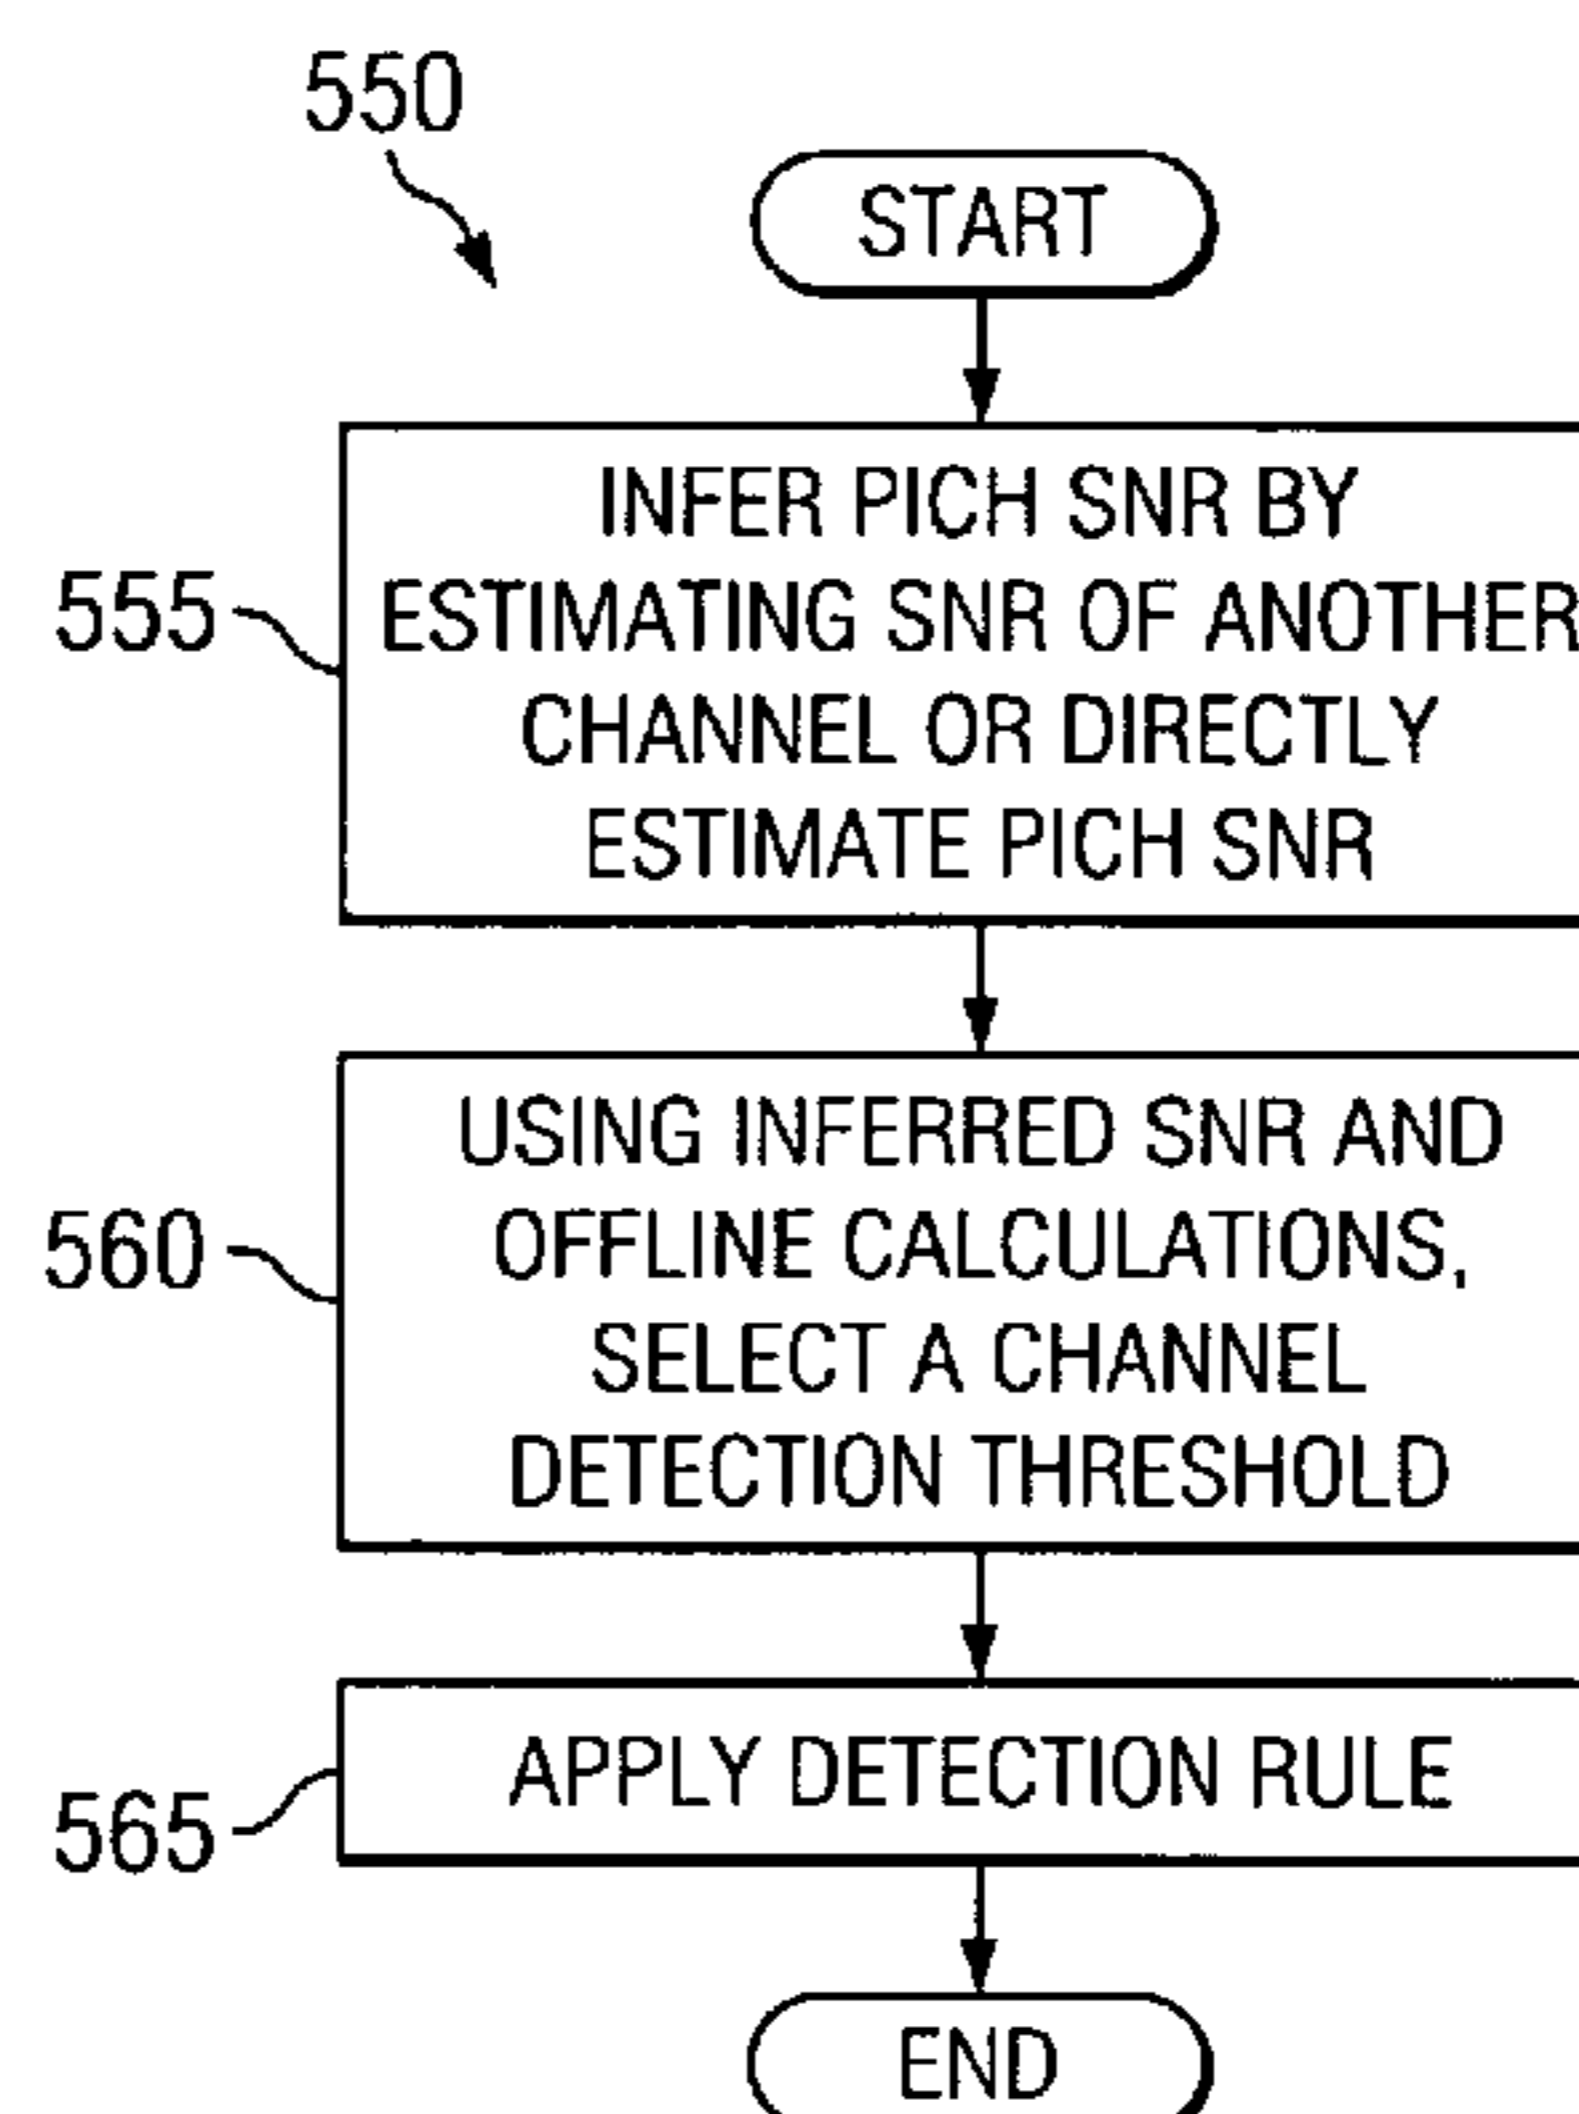 550
START
INFER PICH SNR BY
555
ESTIMATING SNR OF ANOTHER
CHANNEL OR DIRECTLY
ESTIMATE PICH SNR
USING INFERRED SNR AND
560
OFFLINE CALCULATIONS,
SELECT A CHANNEL
DETECTION THRESHOLD
APPLY DETECTION RULE
565
END